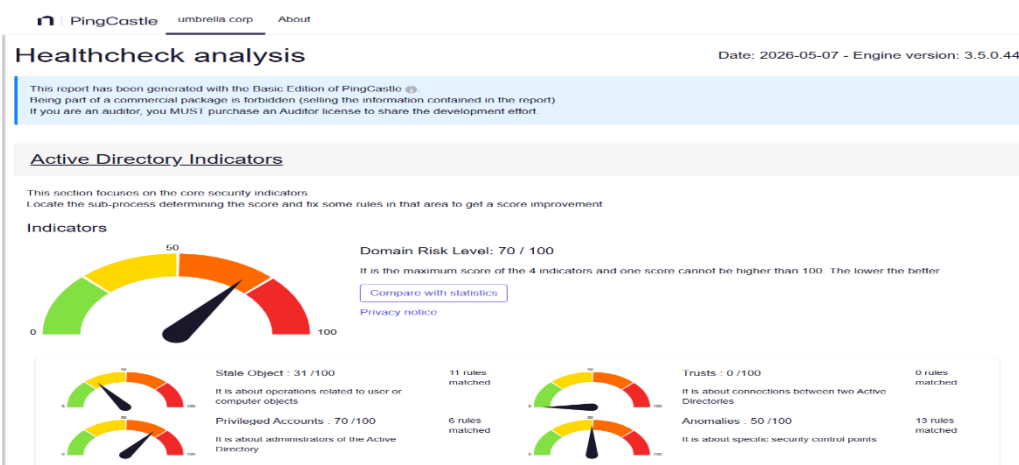 PingCastle umbrella.corp About
Healthcheck analysis
Date: 2026-05-07 - Engine version: 3.5.0.44
This report has been generated with the Basic Edition of PingCastle
Being part of a commercial package is forbidden (selling the information contained in the report)
If you are an auditor, you MUST purchase an Auditor license to share the development effort.
Active Directory Indicators
This section focuses on the core security indicators.
Locate the sub-process determining the score and fix some rules in that area to get a score improvement.
Indicators
50
0
100
Domain Risk Level: 70 / 100
It is the maximum score of the 4 indicators and one score cannot be higher than 100. The lower the better
Compare with statistics
Privacy notice
Stale Object : 31 /100
It is about operations related to user or
computer objects
11 rules
matched
Trusts : 0 /100
It is about connections between two Active
Directories
0 rules
matched
Privileged Accounts : 70 /100
It is about administrators of the Active
Directory
6 rules
matched
Anomalies : 50 /100
It is about specific security control points
13 rules
matched